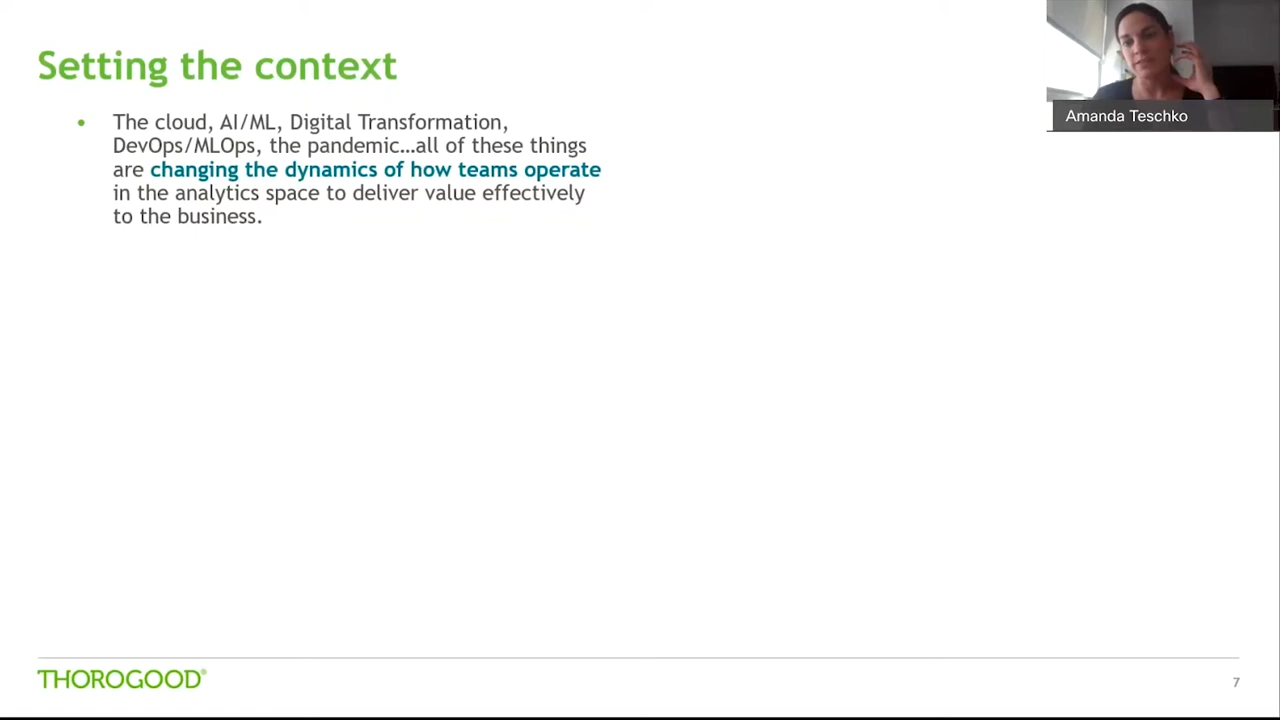 Setting the context
• The cloud, AI/ML, Digital Transformation,
DevOps/MLOps, the pandemic…all of these things
are changing the dynamics of how teams operate
in the analytics space to deliver value effectively
to the business.
Amanda Teschko
THOROGOOD®
7